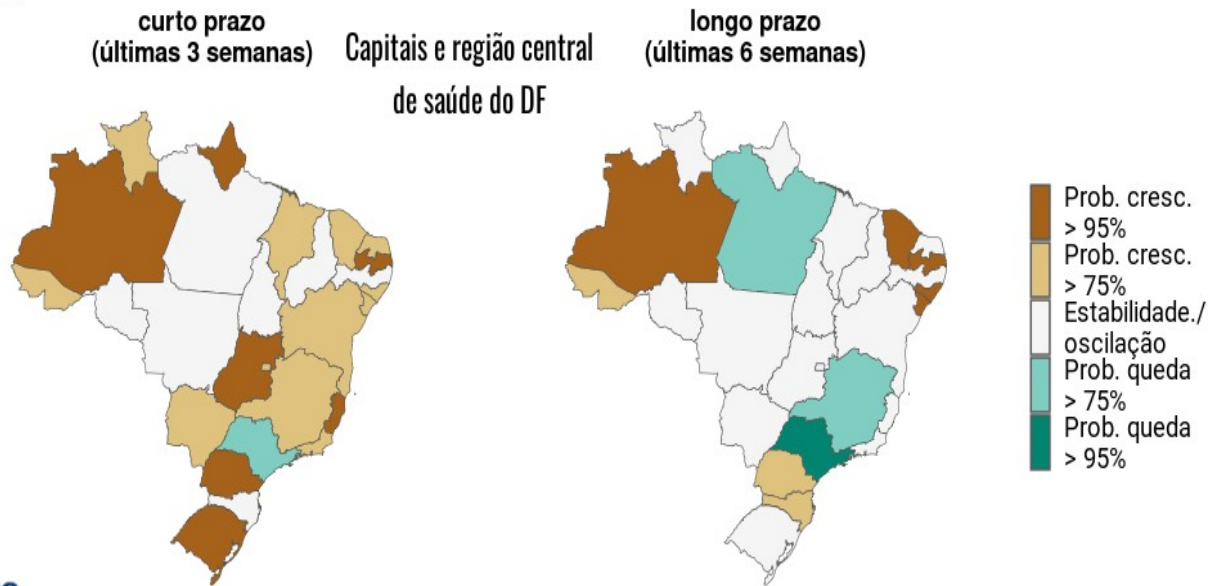 curto prazo
(últimas 3 semanas)
Capitais e região central
de saúde do DF
longo prazo
(últimas 6 semanas)
Prob. cresc.
> 95%
Prob. cresc.
> 75%
Estabilidade./
oscilação
Prob. queda
> 75%
Prob. queda
> 95%